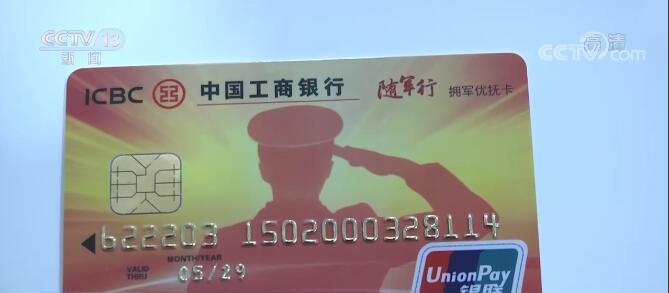 CCTV 13
新闻
高清
CCTV.com
ICBC 中国工商银行 随军行 拥军优抚卡
622203 1502000328114
MONTH/YEAR
VALID THRU 05/29
UnionPay
银联